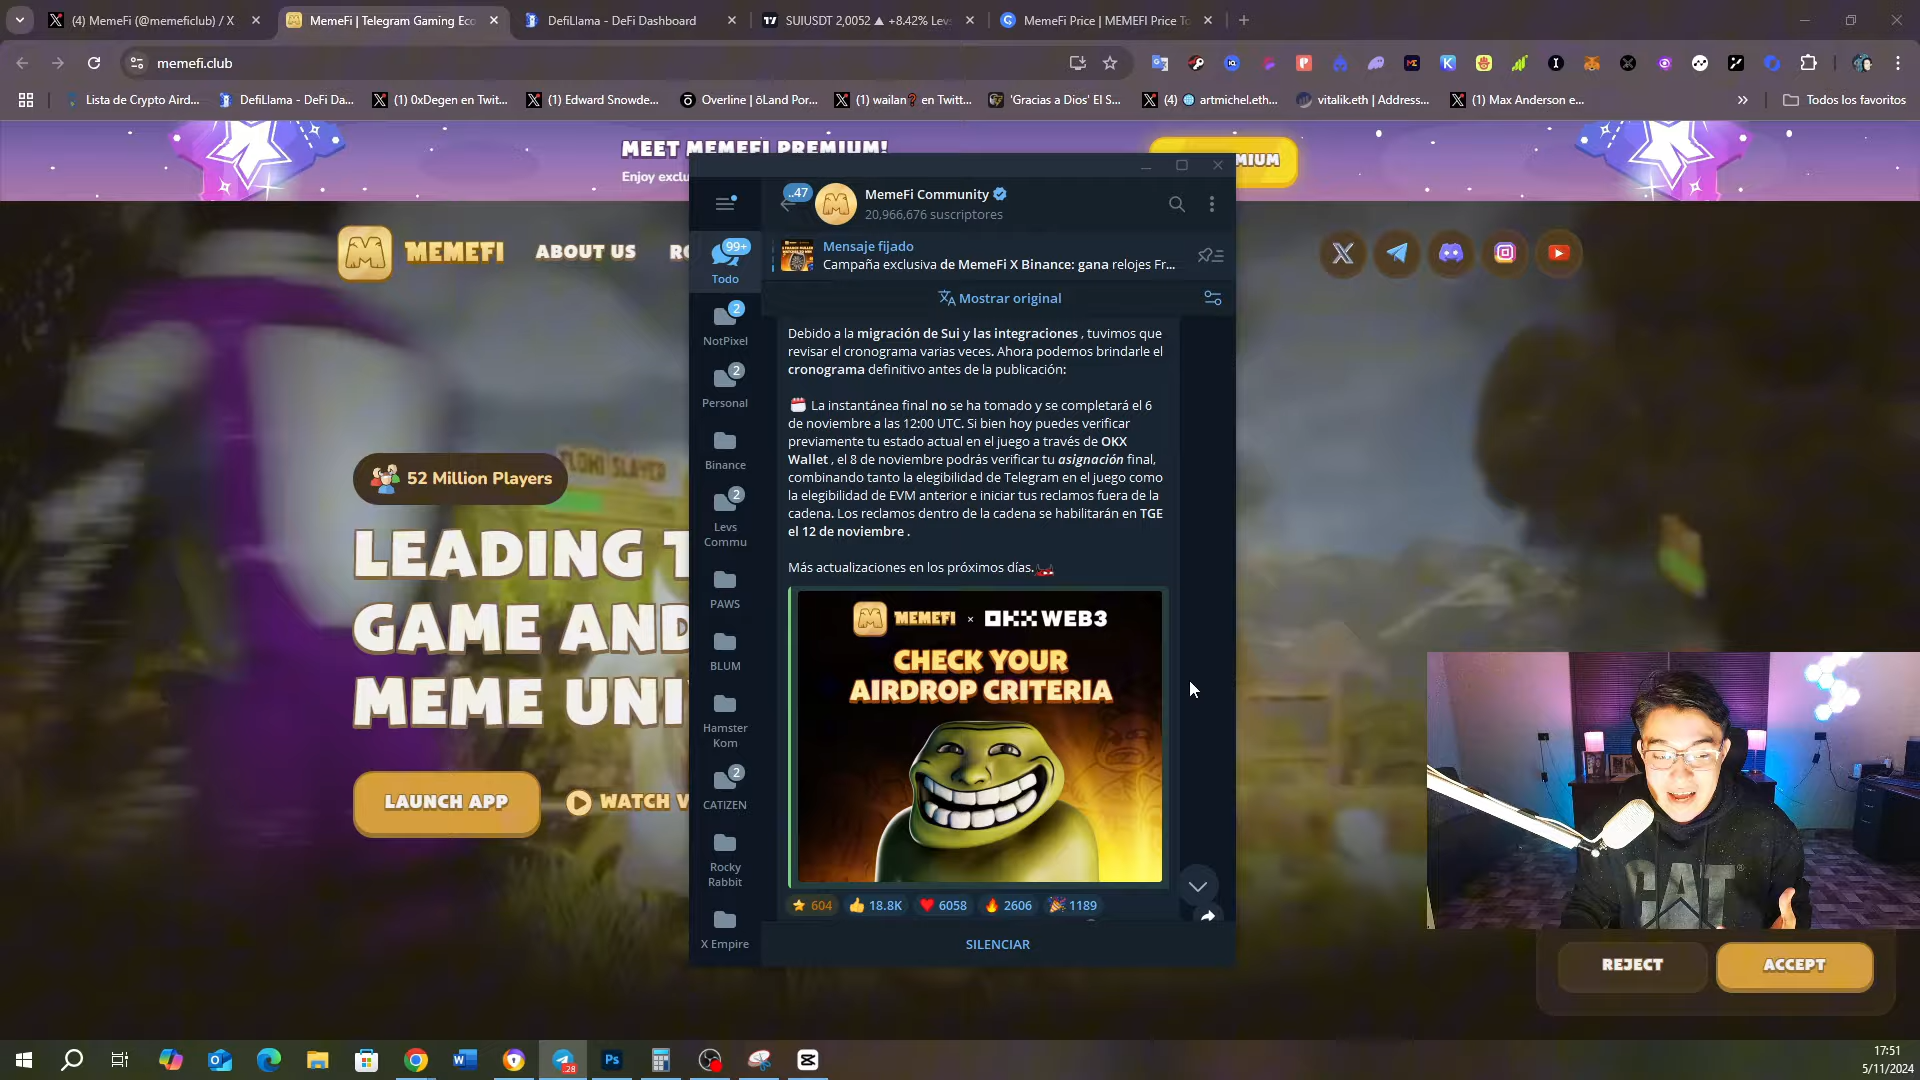 (4) MemeFi (@memeficlub) / X
MemeFi | Telegram Gaming Eco
DefiLlama - DeFi Dashboard
SUIUSDT 2,0052 ▲ +8.42% Lev
MemeFi Price | MEMEFI Price To
memefi.club
Lista de Crypto Aird...
DefiLlama - DeFi Da...
(1) 0xDegen en Twit...
(1) Edward Snowde...
Overline | ōLand Por...
(1) wailan❓ en Twitt...
'Gracias a Dios' El S...
(4) 🌐 artmichel.eth...
vitalik.eth | Address...
(1) Max Anderson e...
Todos los favoritos
MEET MEMEFI PREMIUM!
Enjoy exclu
MIUM
MEMEFI
ABOUT US
52 Million Players
LEADING T
GAME AND
MEME UNI
LAUNCH APP
WATCH V
REJECT
ACCEPT
..47
MemeFi Community
20,966,676 suscriptores
Mensaje fijado
Campaña exclusiva de MemeFi X Binance: gana relojes Fr...
Mostrar original
99+
Todo
2
NotPixel
2
Personal
Binance
2
Levs
Commu
PAWS
BLUM
Hamster
Kom
2
CATIZEN
Rocky
Rabbit
X Empire
Debido a la migración de Sui y las integraciones , tuvimos que
revisar el cronograma varias veces. Ahora podemos brindarle el
cronograma definitivo antes de la publicación:
🗓 La instantánea final no se ha tomado y se completará el 6
de noviembre a las 12:00 UTC. Si bien hoy puedes verificar
previamente tu estado actual en el juego a través de OKX
Wallet , el 8 de noviembre podrás verificar tu asignación final,
combinando tanto la elegibilidad de Telegram en el juego como
la elegibilidad de EVM anterior e iniciar tus reclamos fuera de la
cadena. Los reclamos dentro de la cadena se habilitarán en TGE
el 12 de noviembre .
Más actualizaciones en los próximos días.
MEMEFI × OKX WEB3
CHECK YOUR
AIRDROP CRITERIA
⭐ 604 👍 18.8K ❤ 6058 🔥 2606 🎉 1189
SILENCIAR
CAT
28
17:51
5/11/2024